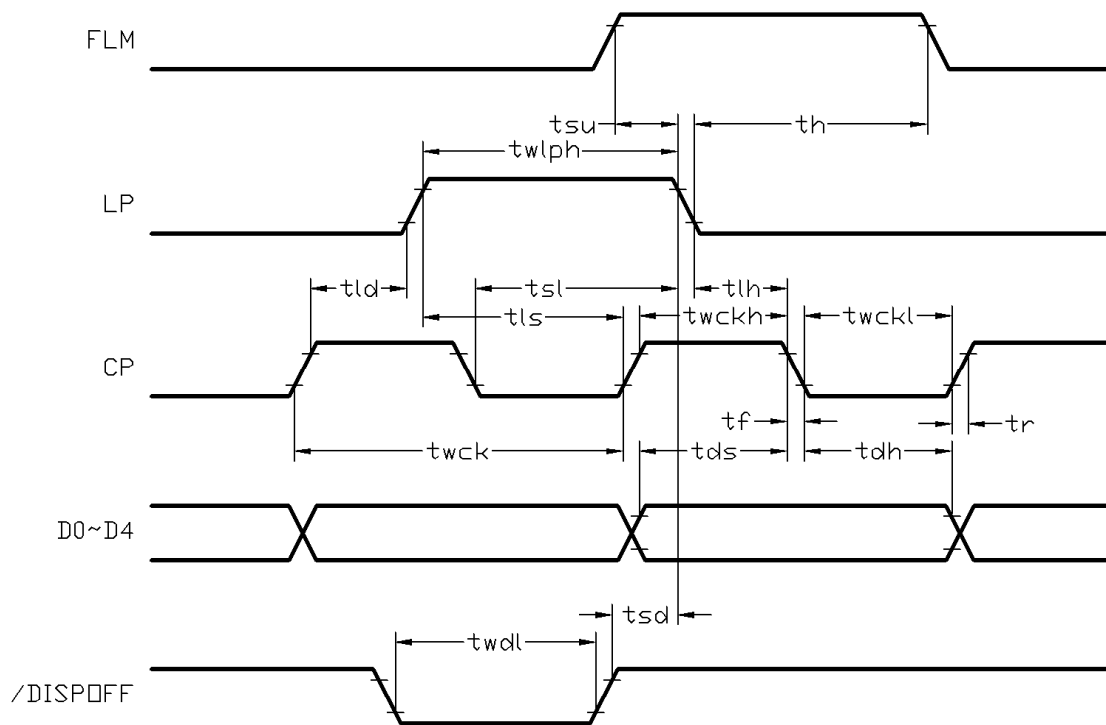 FLM
tsu
th
twlph
LP
tld
tsl
tlh
tls
twckh
twckl
CP
tf
tr
twck
tds
tdh
D0~D4
tsd
twdl
/DISPOFF